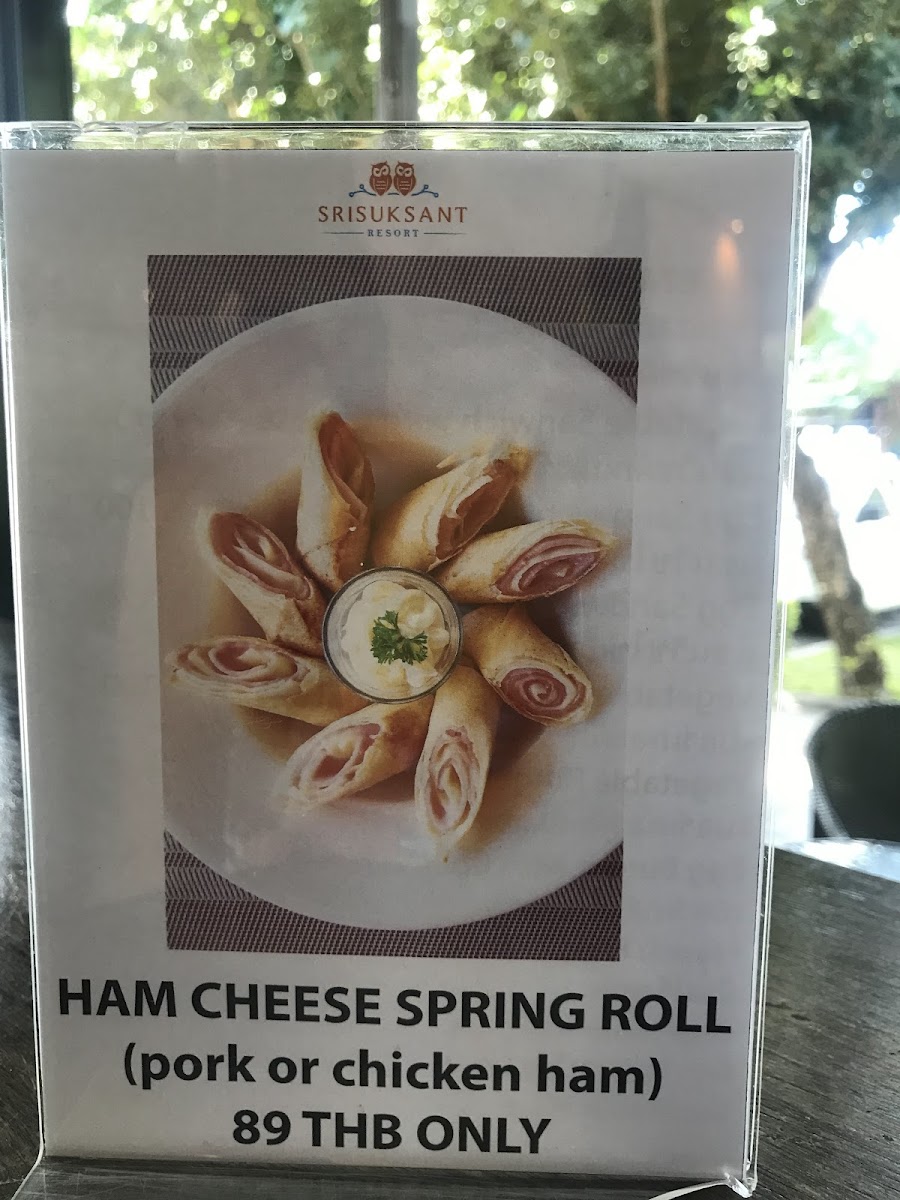 SRISUKSANT
RESORT
HAM CHEESE SPRING ROLL
(pork or chicken ham)
89 THB ONLY